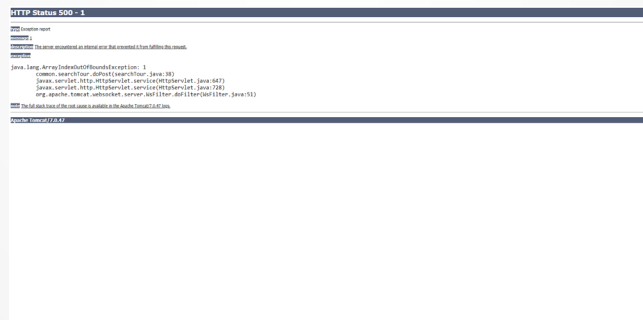 HTTP Status 500 - 1
type Exception report
message 1
description The server encountered an internal error that prevented it from fulfilling this request.
exception
java.lang.ArrayIndexOutOfBoundsException: 1
common.searchTour.doPost(searchTour.java:38)
javax.servlet.http.HttpServlet.service(HttpServlet.java:647)
javax.servlet.http.HttpServlet.service(HttpServlet.java:728)
org.apache.tomcat.websocket.server.WsFilter.doFilter(WsFilter.java:51)
note The full stack trace of the root cause is available in the Apache Tomcat/7.0.47 logs.
Apache Tomcat/7.0.47